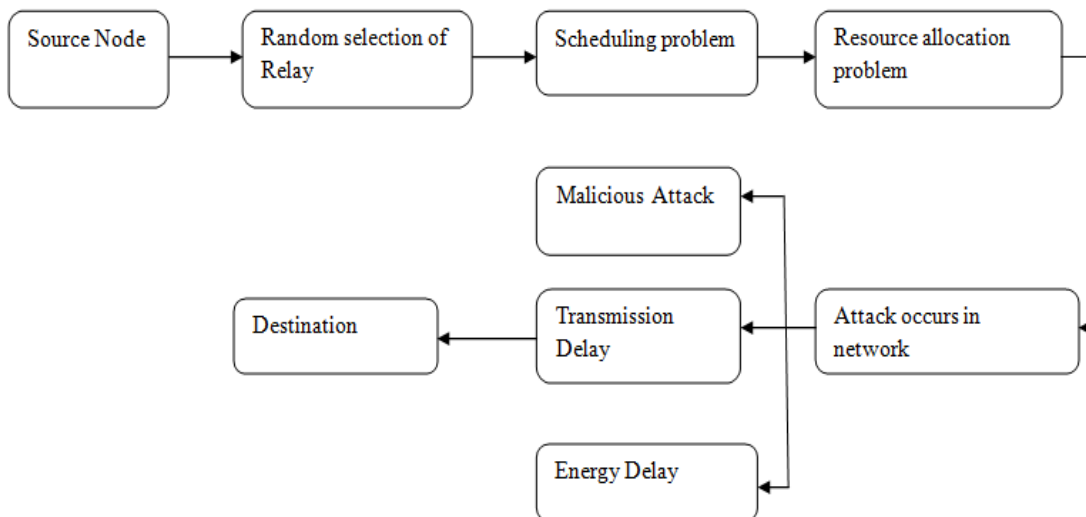 Source Node
Random selection of
Relay
Scheduling problem
Resource allocation
problem
Malicious Attack
Destination
Transmission
Delay
Attack occurs in
network
Energy Delay